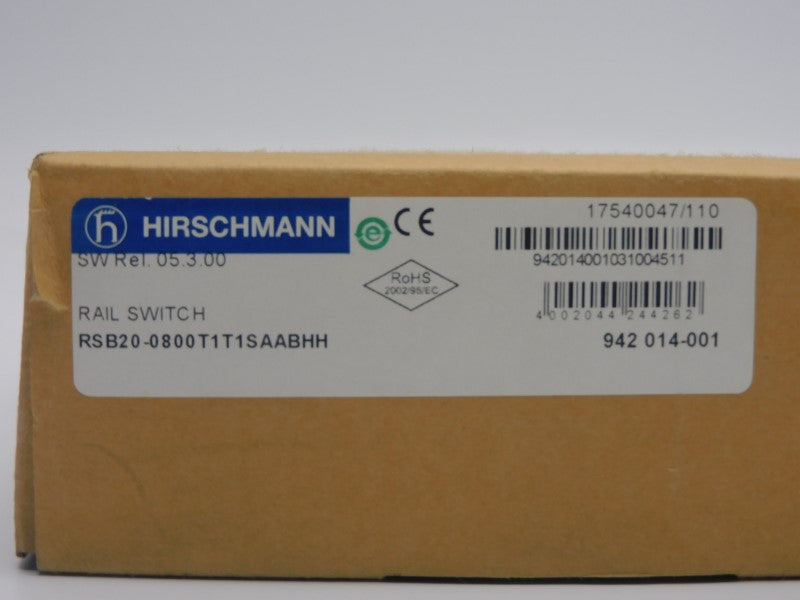 HIRSCHMANN
CE
17540047/110
SW Rel. 05.3.00
942014001031004511
RoHS
2002/95/EC
4 002044 244262
RAIL SWITCH
RSB20-0800T1T1SAABHH
942 014-001